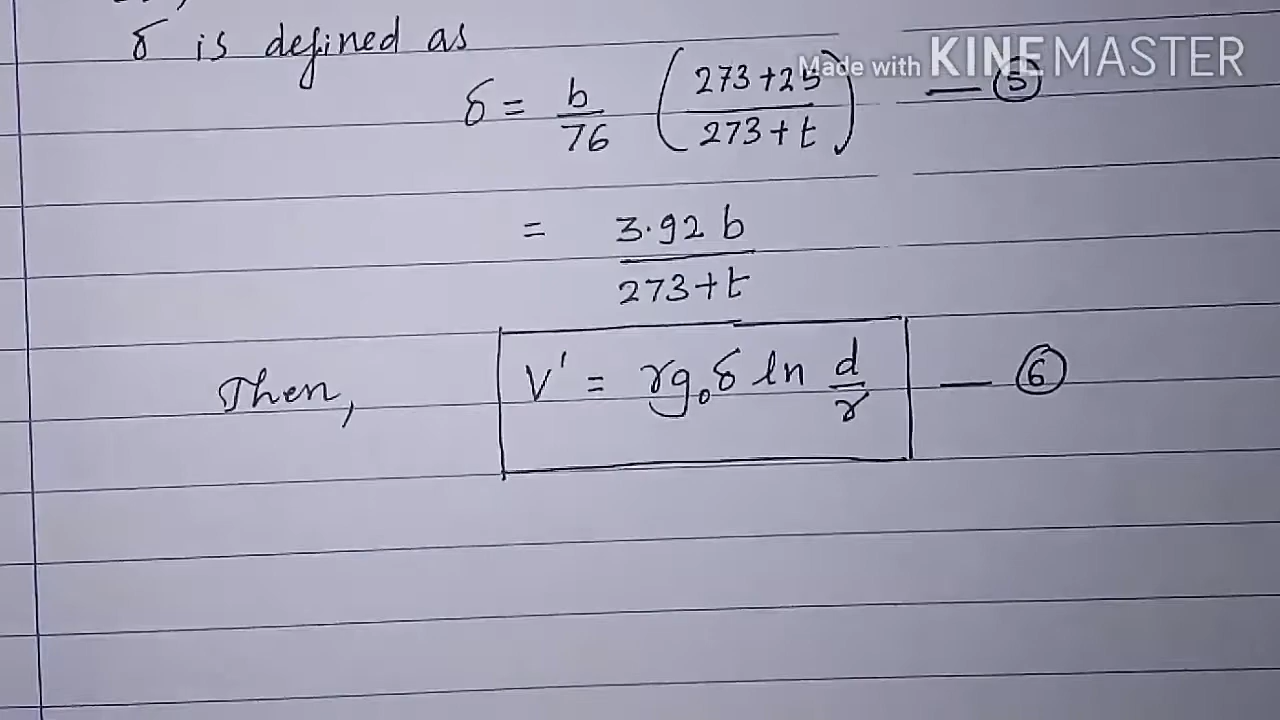 δ is defined as
Made with KINEMASTER
δ = b/76 (273+25/273+t) — ⑤
= 3.92 b/273+t
Then, V' = rg₀δ ln d/r — ⑥